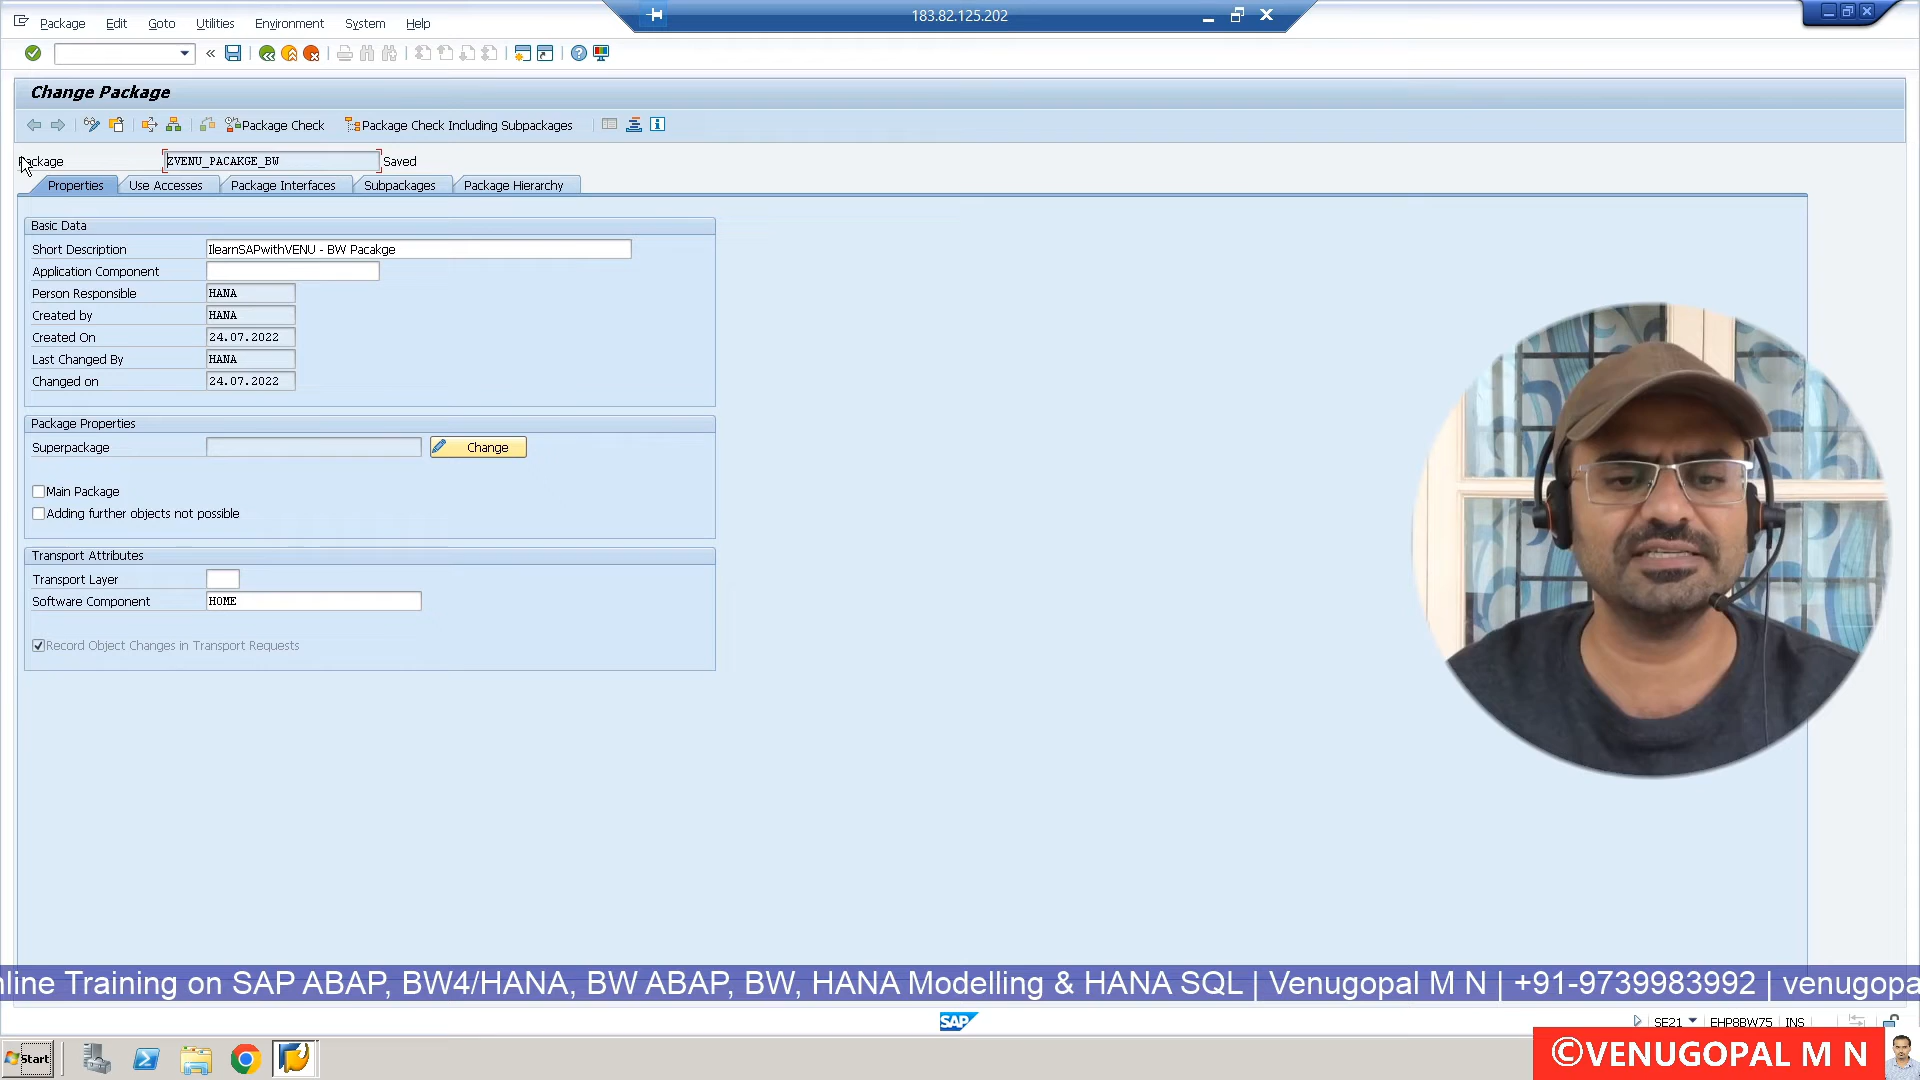 183.82.125.202
Package Edit Goto Utilities Environment System Help
Change Package
Package Check Package Check Including Subpackages
Package ZVENU_PACAKGE_BW Saved
Properties Use Accesses Package Interfaces Subpackages Package Hierarchy
Basic Data
Short Description IlearnSAPwithVENU - BW Pacakge
Application Component
Person Responsible HANA
Created by HANA
Created On 24.07.2022
Last Changed By HANA
Changed on 24.07.2022
Package Properties
Superpackage Change
Main Package
Adding further objects not possible
Transport Attributes
Transport Layer
Software Component HOME
Record Object Changes in Transport Requests
nline Training on SAP ABAP, BW4/HANA, BW ABAP, BW, HANA Modelling & HANA SQL | Venugopal M N | +91-9739983992 | venugopa
SAP
SE21 EHP8BW75 INS
Start
©VENUGOPAL M N